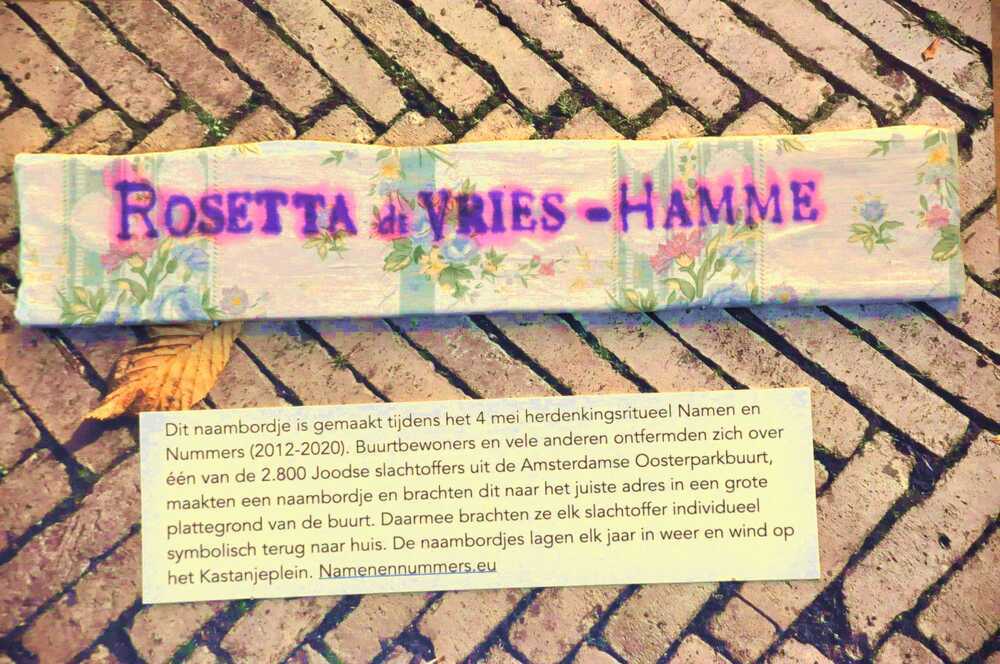 ROSETTA de VRIES - HAMME
Dit naambordje is gemaakt tijdens het 4 mei herdenkingsritueel Namen en
Nummers (2012-2020). Buurtbewoners en vele anderen ontfermden zich over
één van de 2.800 Joodse slachtoffers uit de Amsterdamse Oosterparkbuurt,
maakten een naambordje en brachten dit naar het juiste adres in een grote
plattegrond van de buurt. Daarmee brachten ze elk slachtoffer individueel
symbolisch terug naar huis. De naambordjes lagen elk jaar in weer en wind op
het Kastanjeplein. Namenennummers.eu